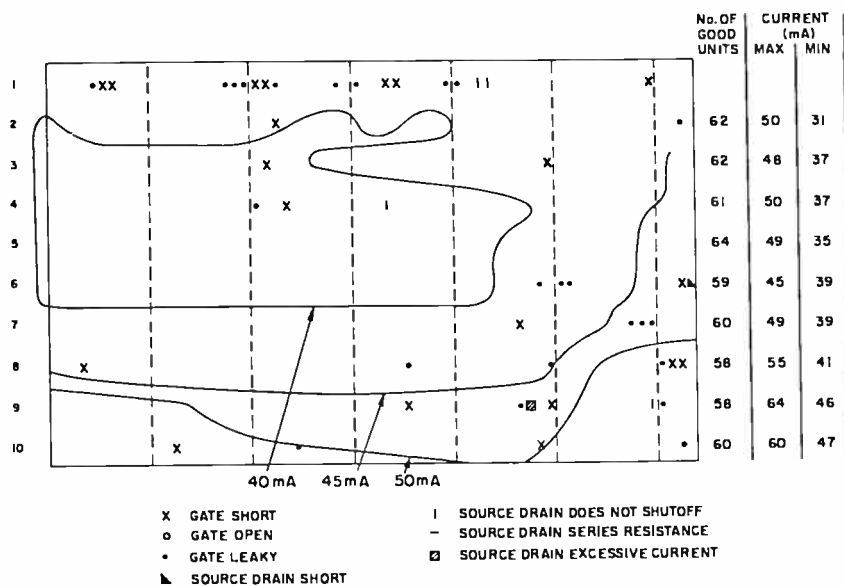 No. OF GOOD UNITS CURRENT (mA)
MAX MIN
1
2 62 50 31
3 62 48 37
4 61 50 37
5 64 49 35
6 59 45 39
7 60 49 39
8 58 55 41
9 58 64 46
10 60 60 47
40mA 45mA 50mA
X GATE SHORT
o GATE OPEN
• GATE LEAKY
◣ SOURCE DRAIN SHORT
I SOURCE DRAIN DOES NOT SHUTOFF
– SOURCE DRAIN SERIES RESISTANCE
▨ SOURCE DRAIN EXCESSIVE CURRENT